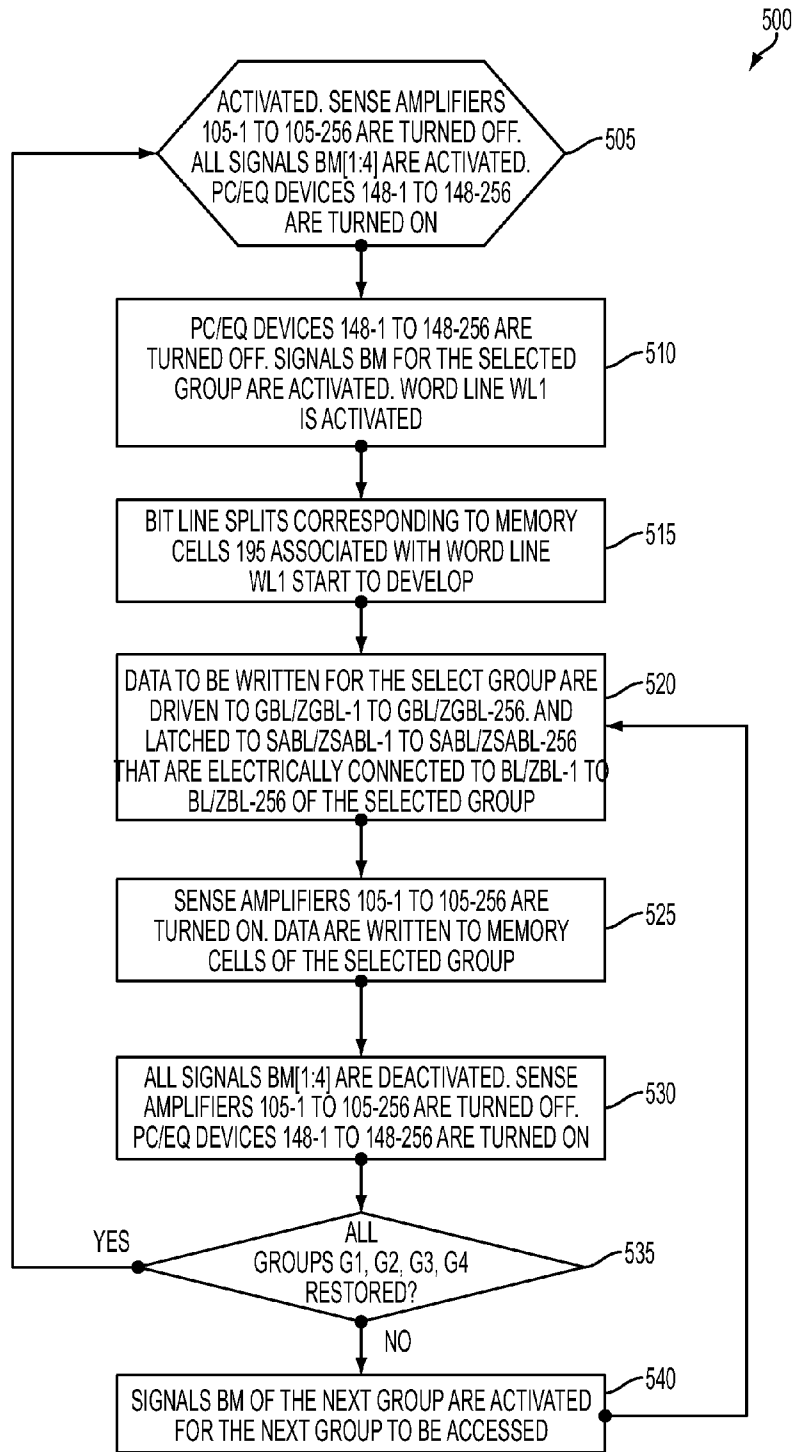 500
ACTIVATED. SENSE AMPLIFIERS
105-1 TO 105-256 ARE TURNED OFF.
ALL SIGNALS BM[1:4] ARE ACTIVATED.
PC/EQ DEVICES 148-1 TO 148-256
ARE TURNED ON
505
PC/EQ DEVICES 148-1 TO 148-256 ARE
TURNED OFF. SIGNALS BM FOR THE SELECTED
GROUP ARE ACTIVATED. WORD LINE WL1
IS ACTIVATED
510
BIT LINE SPLITS CORRESPONDING TO MEMORY
CELLS 195 ASSOCIATED WITH WORD LINE
WL1 START TO DEVELOP
515
DATA TO BE WRITTEN FOR THE SELECT GROUP ARE
DRIVEN TO GBL/ZGBL-1 TO GBL/ZGBL-256. AND
LATCHED TO SABL/ZSABL-1 TO SABL/ZSABL-256
THAT ARE ELECTRICALLY CONNECTED TO BL/ZBL-1 TO
BL/ZBL-256 OF THE SELECTED GROUP
520
SENSE AMPLIFIERS 105-1 TO 105-256 ARE
TURNED ON. DATA ARE WRITTEN TO MEMORY
CELLS OF THE SELECTED GROUP
525
ALL SIGNALS BM[1:4] ARE DEACTIVATED. SENSE
AMPLIFIERS 105-1 TO 105-256 ARE TURNED OFF.
PC/EQ DEVICES 148-1 TO 148-256 ARE TURNED ON
530
YES
ALL
GROUPS G1, G2, G3, G4
RESTORED?
535
NO
SIGNALS BM OF THE NEXT GROUP ARE ACTIVATED
FOR THE NEXT GROUP TO BE ACCESSED
540